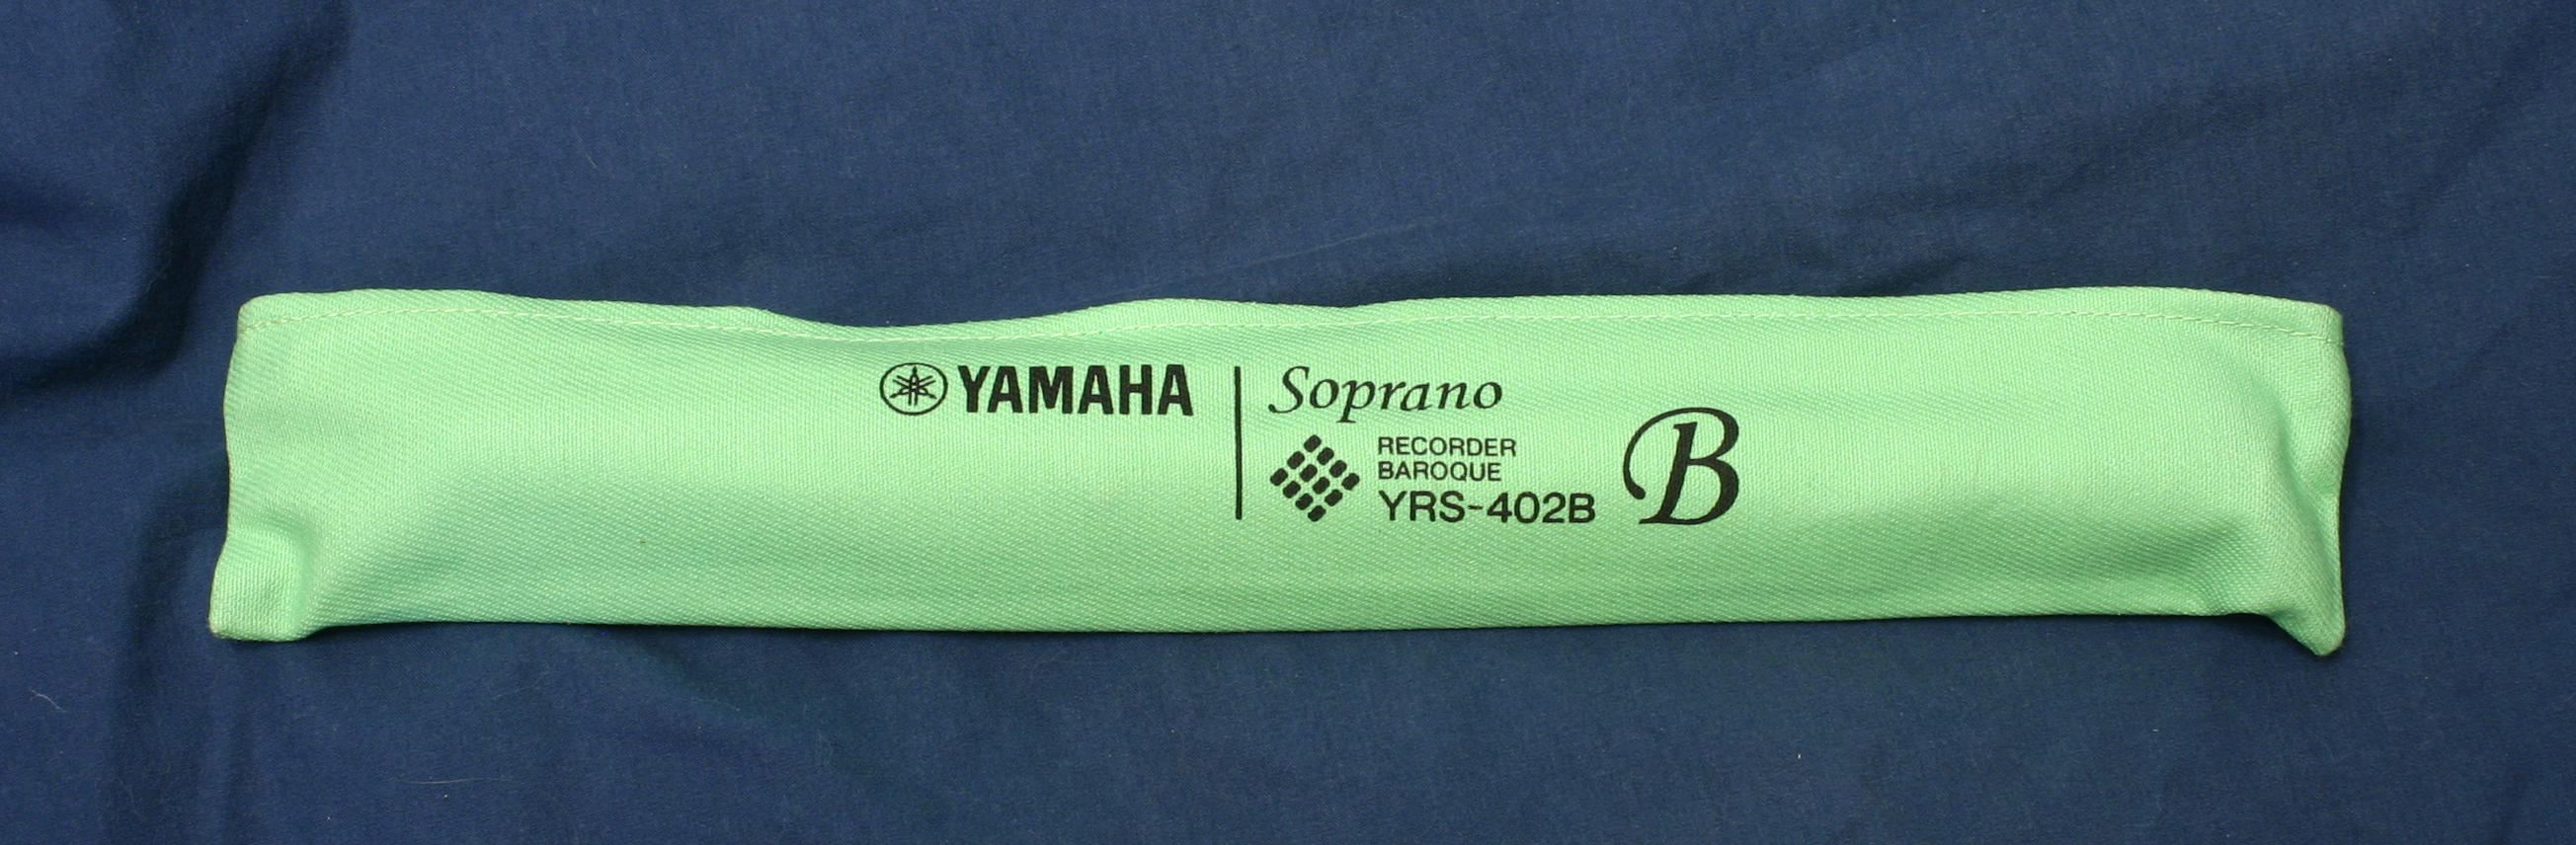 YAMAHA
Soprano
RECORDER
BAROQUE
YRS-402B
B